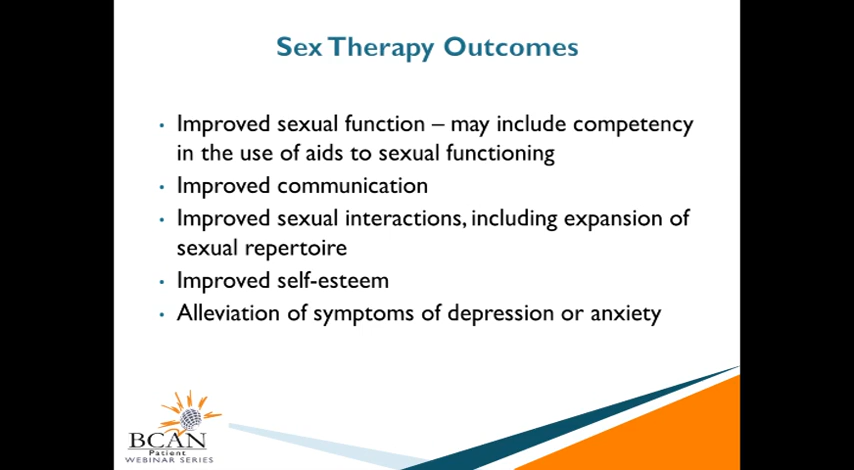 Sex Therapy Outcomes
• Improved sexual function – may include competency
in the use of aids to sexual functioning
• Improved communication
• Improved sexual interactions, including expansion of
sexual repertoire
• Improved self-esteem
• Alleviation of symptoms of depression or anxiety
BCAN
Patient
WEBINAR SERIES